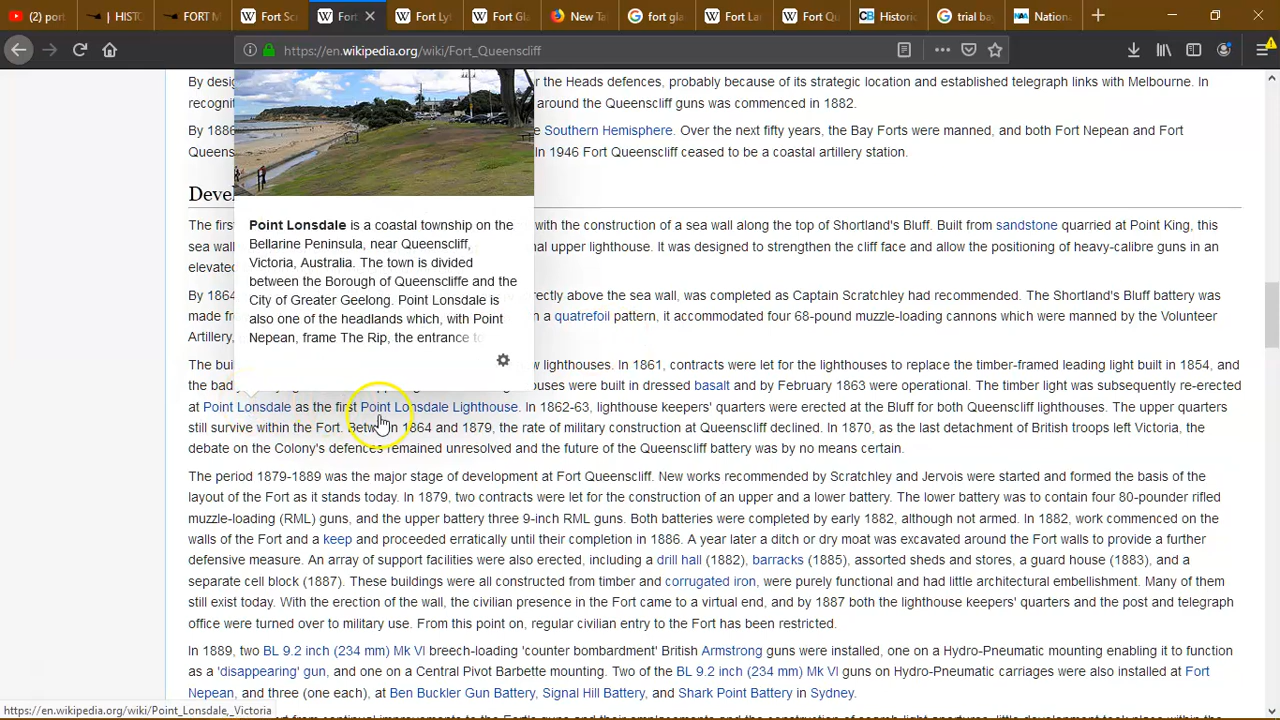 (2) port
HIST
FORT M
Fort Scr
Fort
Fort Ly
Fort Gla
New Ta
fort gla
Fort Lar
Fort Qu
Historic
trial ba
Nationa
https://en.wikipedia.org/wiki/Fort_Queenscliff
By desig the Heads defences, probably because of its strategic location and established telegraph links with Melbourne. In
recognit around the Queenscliff guns was commenced in 1882.
By 1886 Southern Hemisphere. Over the next fifty years, the Bay Forts were manned, and both Fort Nepean and Fort
Queens In 1946 Fort Queenscliff ceased to be a coastal artillery station.
Deve
The first with the construction of a sea wall along the top of Shortland's Bluff. Built from sandstone quarried at Point King, this
sea wall nal upper lighthouse. It was designed to strengthen the cliff face and allow the positioning of heavy-calibre guns in an
elevated
By 1864 rectly above the sea wall, was completed as Captain Scratchley had recommended. The Shortland's Bluff battery was
made fro n a quatrefoil pattern, it accommodated four 68-pound muzzle-loading cannons which were manned by the Volunteer
Artillery,
Point Lonsdale is a coastal township on the
Bellarine Peninsula, near Queenscliff,
Victoria, Australia. The town is divided
between the Borough of Queenscliffe and the
City of Greater Geelong. Point Lonsdale is
also one of the headlands which, with Point
Nepean, frame The Rip, the entrance to
The bui w lighthouses. In 1861, contracts were let for the lighthouses to replace the timber-framed leading light built in 1854, and
the bad ouses were built in dressed basalt and by February 1863 were operational. The timber light was subsequently re-erected
at Point Lonsdale as the first Point Lonsdale Lighthouse. In 1862-63, lighthouse keepers' quarters were erected at the Bluff for both Queenscliff lighthouses. The upper quarters
still survive within the Fort. Between 1864 and 1879, the rate of military construction at Queenscliff declined. In 1870, as the last detachment of British troops left Victoria, the
debate on the Colony's defences remained unresolved and the future of the Queenscliff battery was by no means certain.
The period 1879-1889 was the major stage of development at Fort Queenscliff. New works recommended by Scratchley and Jervois were started and formed the basis of the
layout of the Fort as it stands today. In 1879, two contracts were let for the construction of an upper and a lower battery. The lower battery was to contain four 80-pounder rifled
muzzle-loading (RML) guns, and the upper battery three 9-inch RML guns. Both batteries were completed by early 1882, although not armed. In 1882, work commenced on the
walls of the Fort and a keep and proceeded erratically until their completion in 1886. A year later a ditch or dry moat was excavated around the Fort walls to provide a further
defensive measure. An array of support facilities were also erected, including a drill hall (1882), barracks (1885), assorted sheds and stores, a guard house (1883), and a
separate cell block (1887). These buildings were all constructed from timber and corrugated iron, were purely functional and had little architectural embellishment. Many of them
still exist today. With the erection of the wall, the civilian presence in the Fort came to a virtual end, and by 1887 both the lighthouse keepers' quarters and the post and telegraph
office were turned over to military use. From this point on, regular civilian entry to the Fort has been restricted.
In 1889, two BL 9.2 inch (234 mm) Mk VI breech-loading 'counter bombardment' British Armstrong guns were installed, one on a Hydro-Pneumatic mounting enabling it to function
as a 'disappearing' gun, and one on a Central Pivot Barbette mounting. Two of the BL 9.2 inch (234 mm) Mk VI guns on Hydro-Pneumatic carriages were also installed at Fort
Nepean, and three (one each), at Ben Buckler Gun Battery, Signal Hill Battery, and Shark Point Battery in Sydney.
https://en.wikipedia.org/wiki/Point_Lonsdale,_Victoria